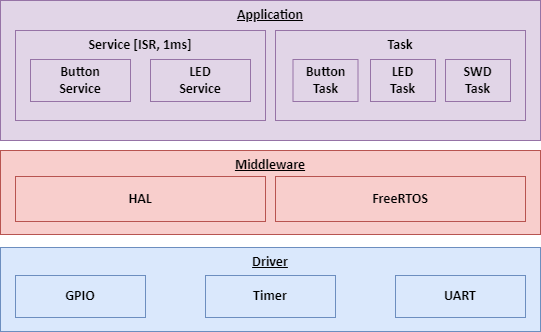 Application
Service [ISR, 1ms]
Button
Service
LED
Service
Task
Button
Task
LED
Task
SWD
Task
Middleware
HAL
FreeRTOS
Driver
GPIO
Timer
UART